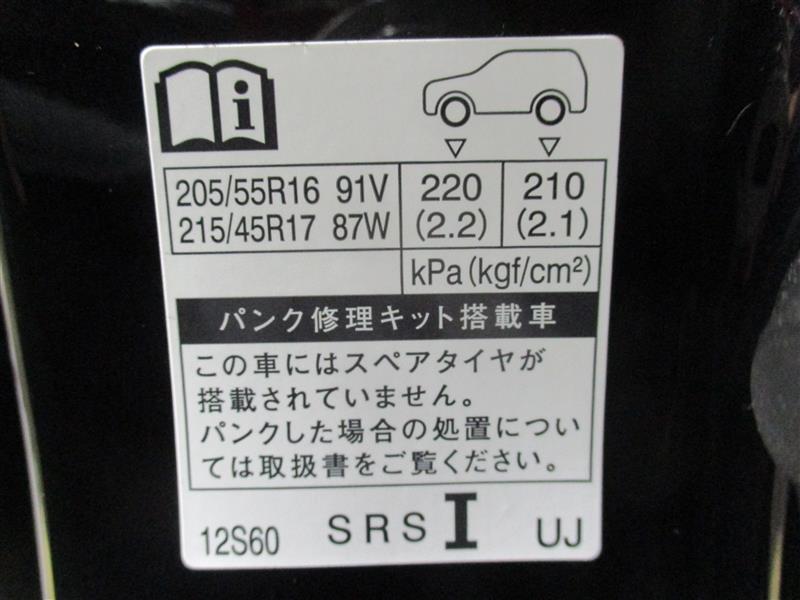 205/55R16 91V 220 210
215/45R17 87W (2.2) (2.1)
kPa(kgf/cm²)
パンク修理キット搭載車
この車にはスペアタイヤが
搭載されていません。
パンクした場合の処置につい
ては取扱書をご覧ください。
12S60 SRS I UJ